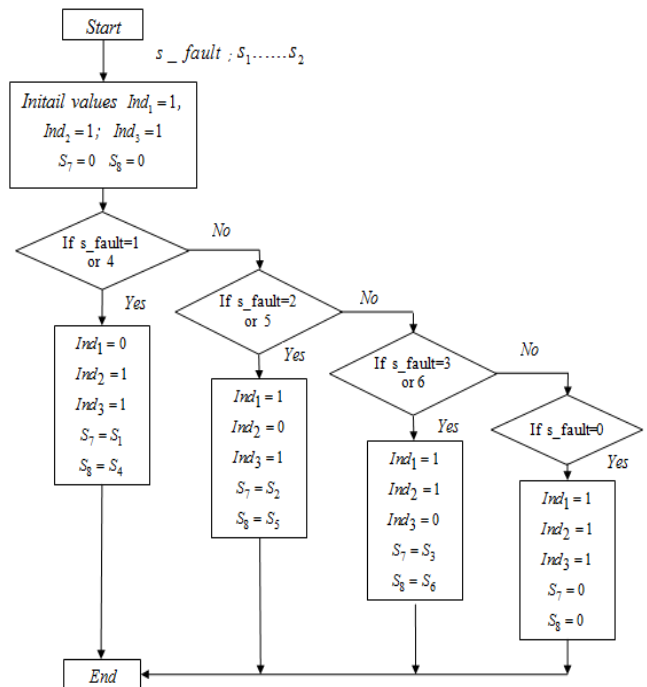 Start
s_fault ; S₁......S₂
Initail values Ind₁ = 1,
Ind₂ = 1; Ind₃ = 1
S₇ = 0 S₈ = 0
If s_fault=1
or 4
No
Yes
If s_fault=2
or 5
No
Yes
If s_fault=3
or 6
No
Yes
If s_fault=0
Yes
Ind₁ = 0
Ind₂ = 1
Ind₃ = 1
S₇ = S₁
S₈ = S₄
Ind₁ = 1
Ind₂ = 0
Ind₃ = 1
S₇ = S₂
S₈ = S₅
Ind₁ = 1
Ind₂ = 1
Ind₃ = 0
S₇ = S₃
S₈ = S₆
Ind₁ = 1
Ind₂ = 1
Ind₃ = 1
S₇ = 0
S₈ = 0
End